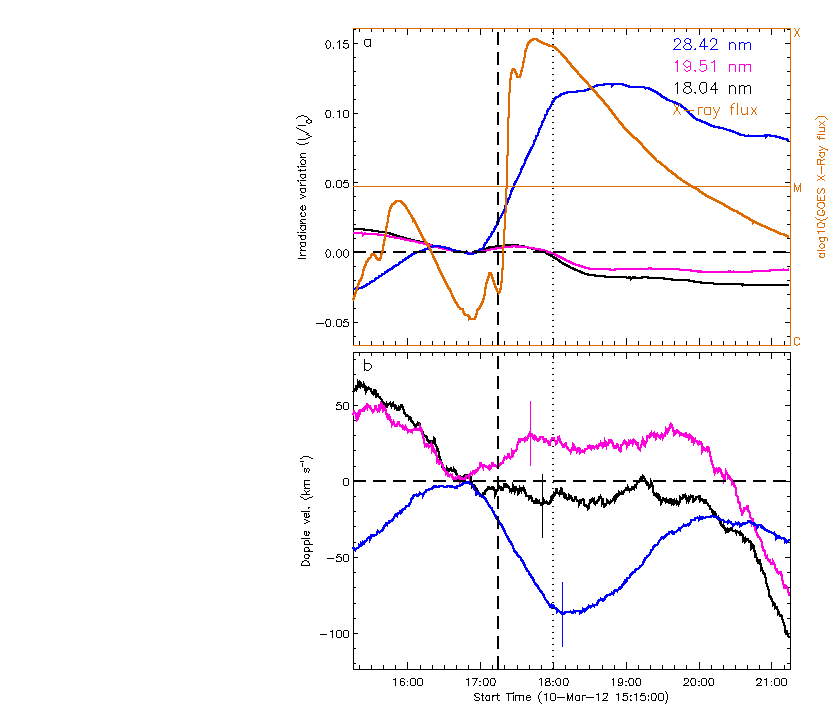 a
28.42 nm
19.51 nm
18.04 nm
X-ray flux
0.15
0.10
0.05
0.00
−0.05
X
M
C
alog10(GOES X-Ray flux)
b
50
0
−50
−100
Dopple vel. (km s⁻¹)
16:00 17:00 18:00 19:00 20:00 21:00
Start Time (10-Mar-12 15:15:00)
Irradiance variation